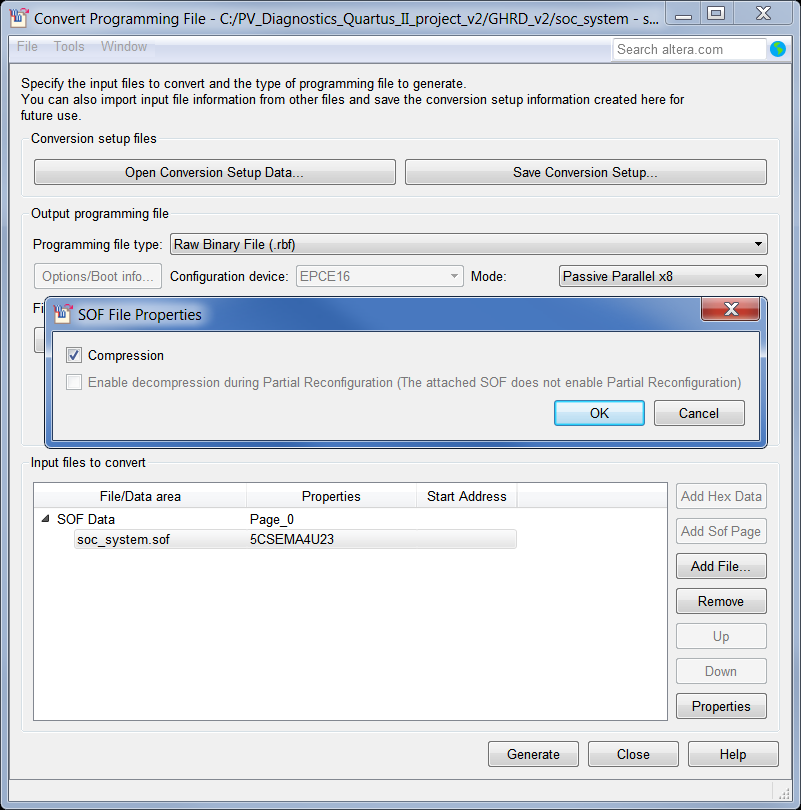 Convert Programming File - C:/PV_Diagnostics_Quartus_II_project_v2/GHRD_v2/soc_system - s...
File Tools Window
Search altera.com
Specify the input files to convert and the type of programming file to generate.
You can also import input file information from other files and save the conversion setup information created here for
future use.
Conversion setup files
Open Conversion Setup Data...
Save Conversion Setup...
Output programming file
Programming file type: Raw Binary File (.rbf)
Options/Boot info... Configuration device: EPCE16 Mode: Passive Parallel x8
SOF File Properties
Compression
Enable decompression during Partial Reconfiguration (The attached SOF does not enable Partial Reconfiguration)
OK Cancel
Input files to convert
File/Data area Properties Start Address
SOF Data Page_0
soc_system.sof 5CSEMA4U23
Add Hex Data
Add Sof Page
Add File...
Remove
Up
Down
Properties
Generate Close Help